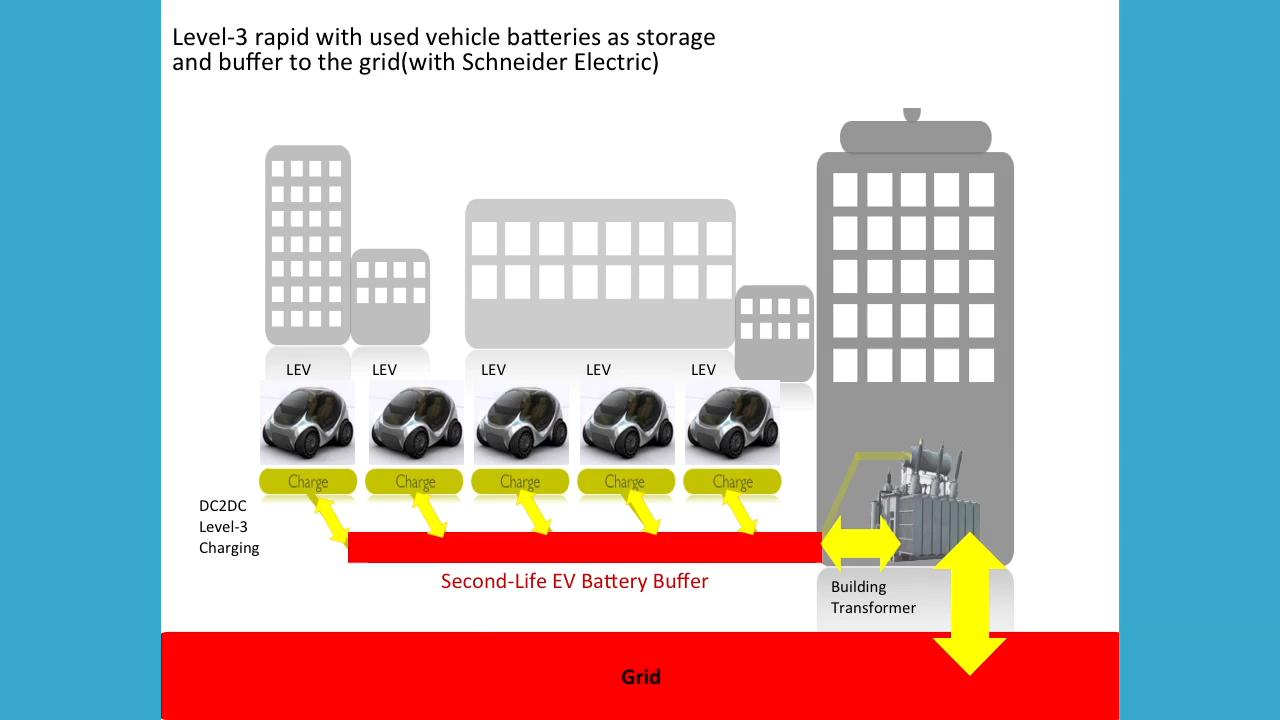 Level-3 rapid with used vehicle batteries as storage
and buffer to the grid(with Schneider Electric)
LEV LEV LEV LEV LEV
Charge Charge Charge Charge Charge
DC2DC
Level-3
Charging
Second-Life EV Battery Buffer
Building
Transformer
Grid